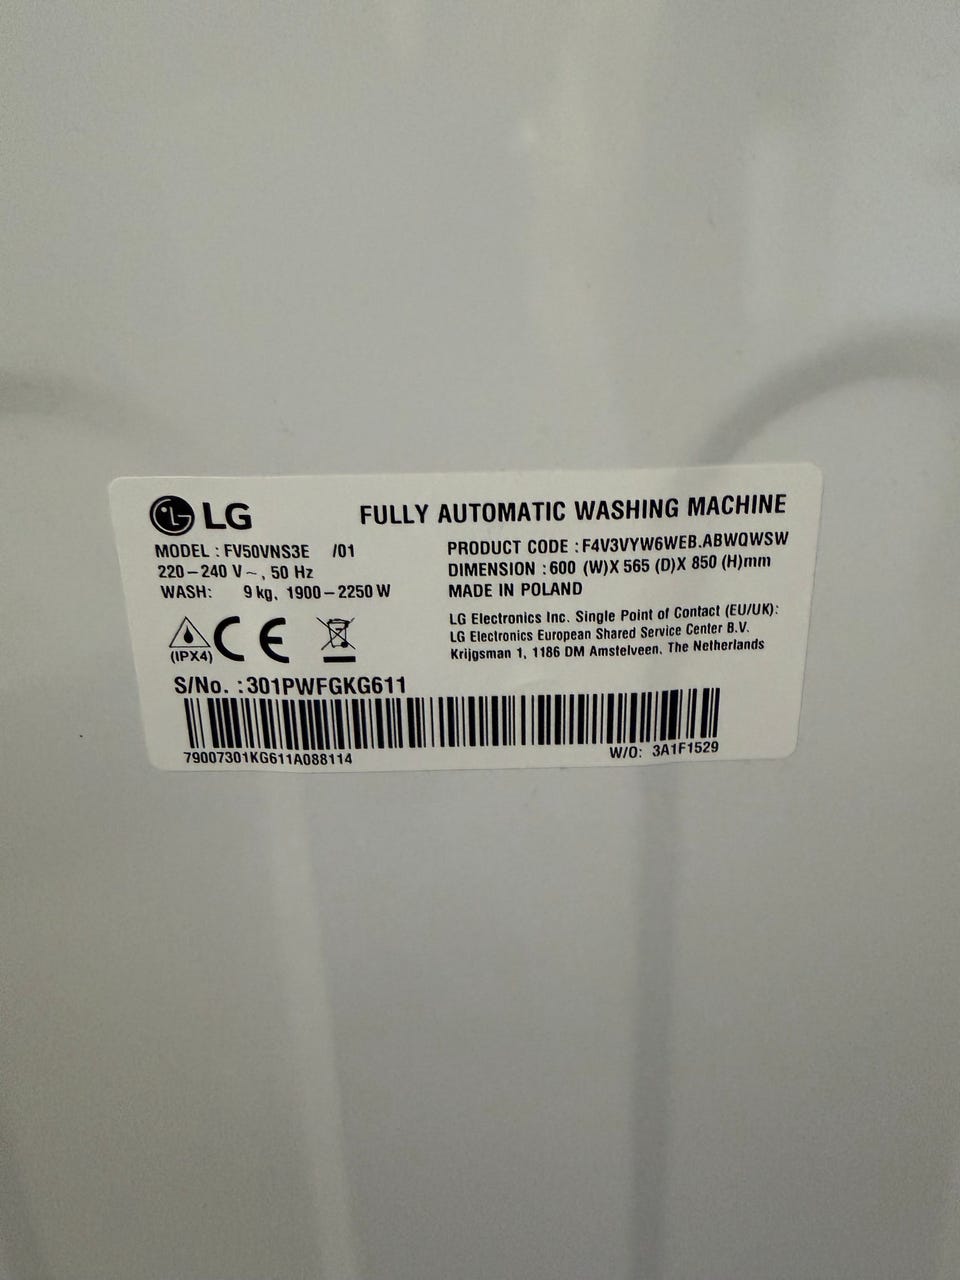 LG
FULLY AUTOMATIC WASHING MACHINE
MODEL : FV50VNS3E /01
220–240 V~, 50 Hz
WASH: 9 kg, 1900–2250 W
PRODUCT CODE : F4V3VYW6WEB.ABWQWSW
DIMENSION : 600 (W)X 565 (D)X 850 (H)mm
MADE IN POLAND
LG Electronics Inc. Single Point of Contact (EU/UK):
LG Electronics European Shared Service Center B.V.
Krijgsman 1, 1186 DM Amstelveen, The Netherlands
(IPX4)
CE
S/No. : 301PWFGKG611
79007301KG611A088114
W/O: 3A1F1529